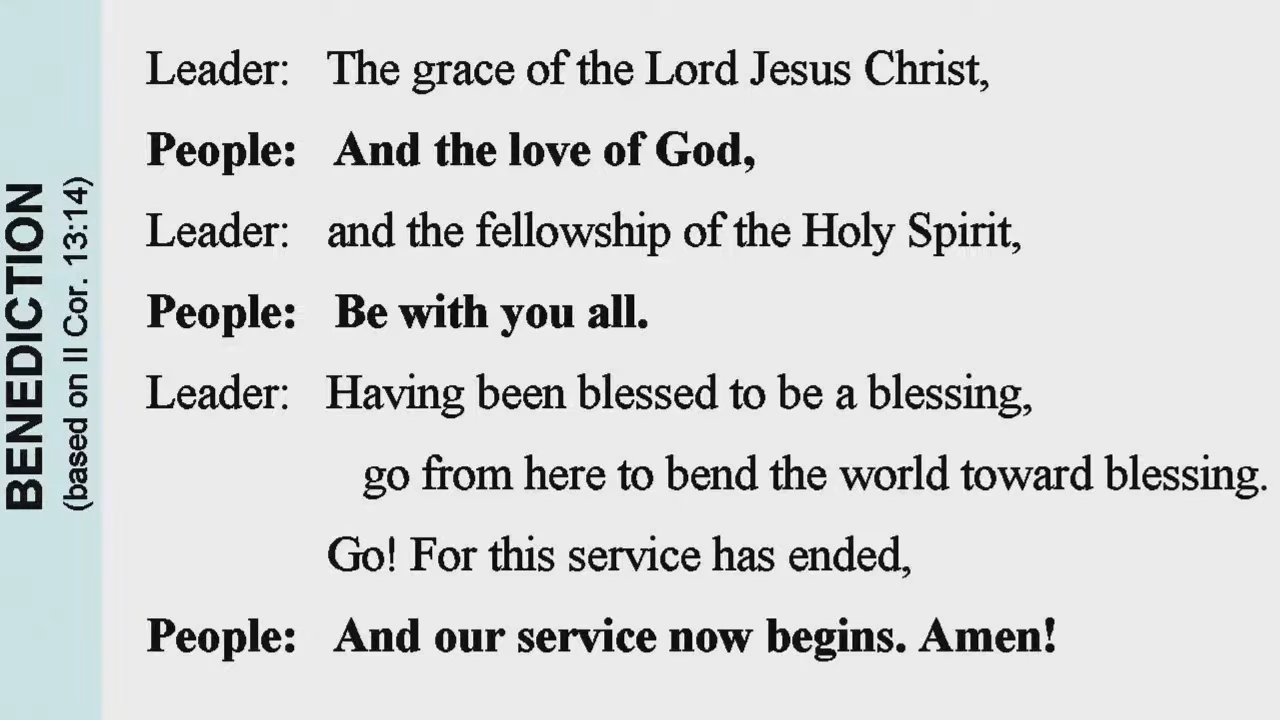 BENEDICTION
(based on II Cor. 13:14)
Leader: The grace of the Lord Jesus Christ,
People: And the love of God,
Leader: and the fellowship of the Holy Spirit,
People: Be with you all.
Leader: Having been blessed to be a blessing,
go from here to bend the world toward blessing.
Go! For this service has ended,
People: And our service now begins. Amen!